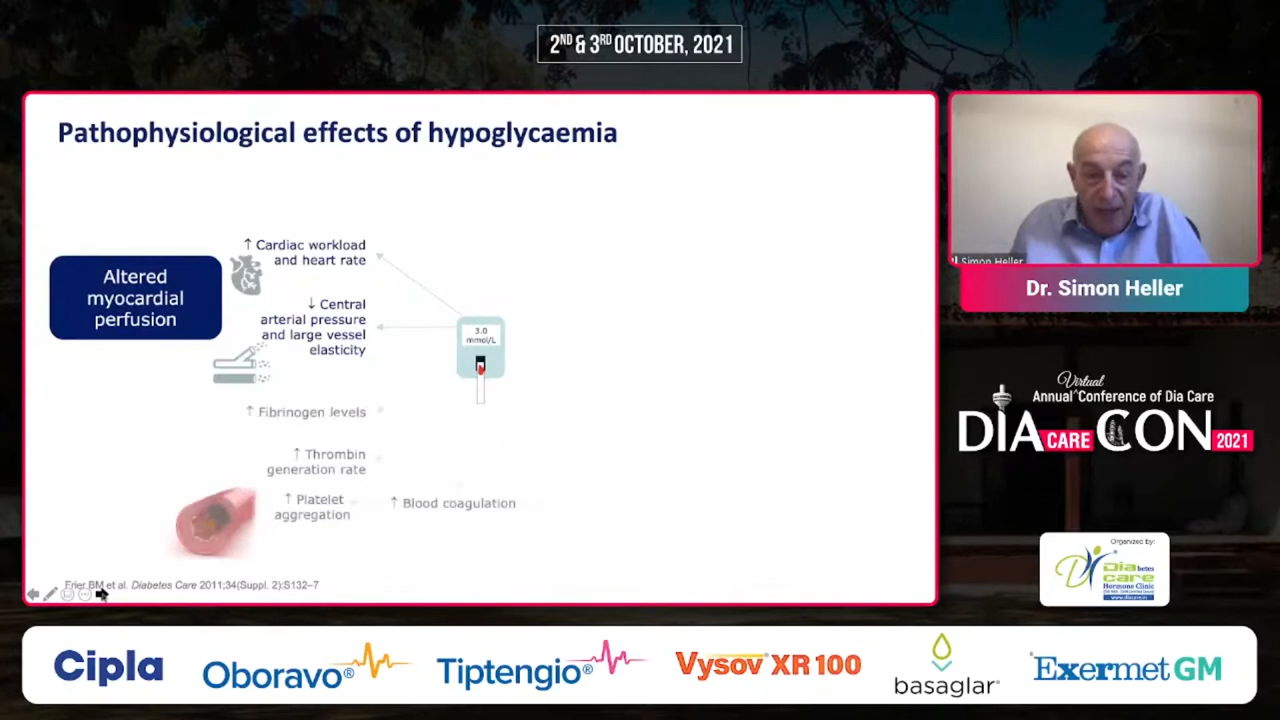 2ND & 3RD OCTOBER, 2021
Pathophysiological effects of hypoglycaemia
Altered
myocardial
perfusion
↑ Cardiac workload
and heart rate
↓ Central
arterial pressure
and large vessel
elasticity
3.0
mmol/L
↑ Fibrinogen levels
↑ Thrombin
generation rate
↑ Platelet
aggregation
↑ Blood coagulation
Frier BM et al. Diabetes Care 2011;34(Suppl. 2):S132–7
Simon Heller
Dr. Simon Heller
Virtual
Annual Conference of Dia Care
DIA CARE CON 2021
Organized by:
Diabetes
care
Hormone Clinic
Cipla
Oboravo®
Tiptengio®
Vysov® XR 100
basaglar®
Exermet GM